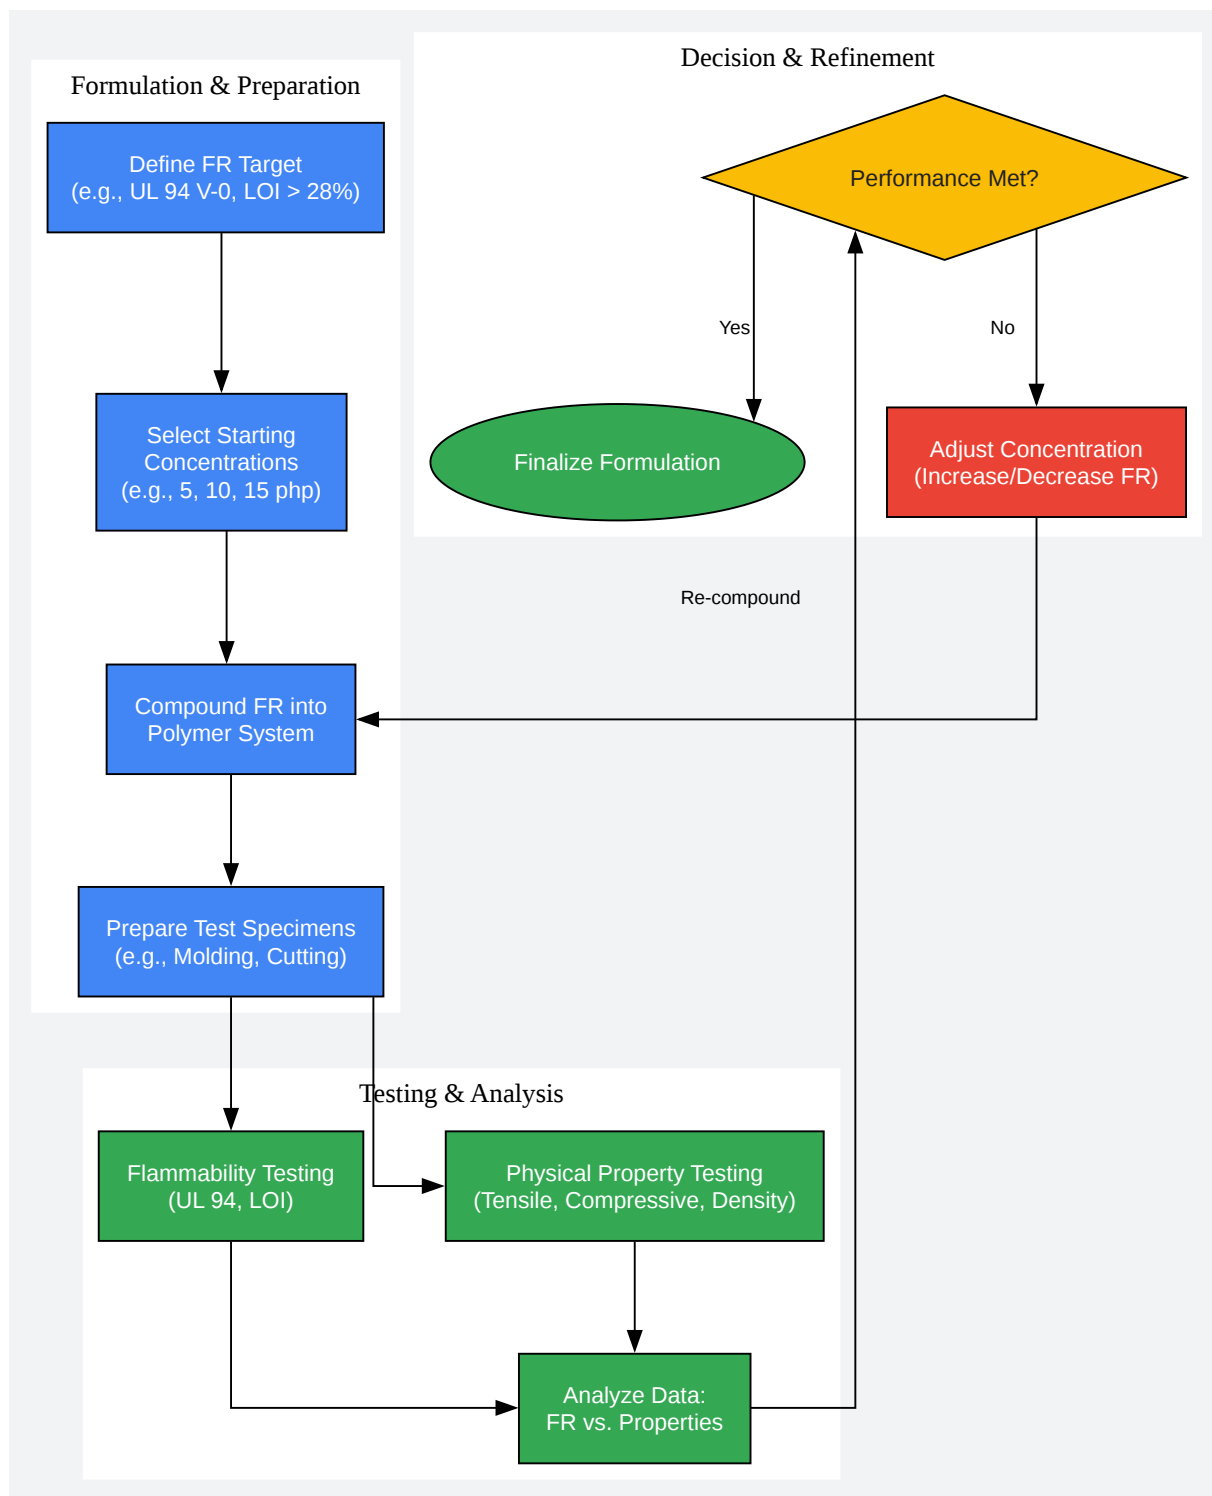 Formulation & Preparation
Define FR Target
(e.g., UL 94 V-0, LOI > 28%)
Select Starting
Concentrations
(e.g., 5, 10, 15 php)
Compound FR into
Polymer System
Prepare Test Specimens
(e.g., Molding, Cutting)
Decision & Refinement
Performance Met?
Yes
No
Finalize Formulation
Adjust Concentration
(Increase/Decrease FR)
Re-compound
Testing & Analysis
Flammability Testing
(UL 94, LOI)
Physical Property Testing
(Tensile, Compressive, Density)
Analyze Data:
FR vs. Properties